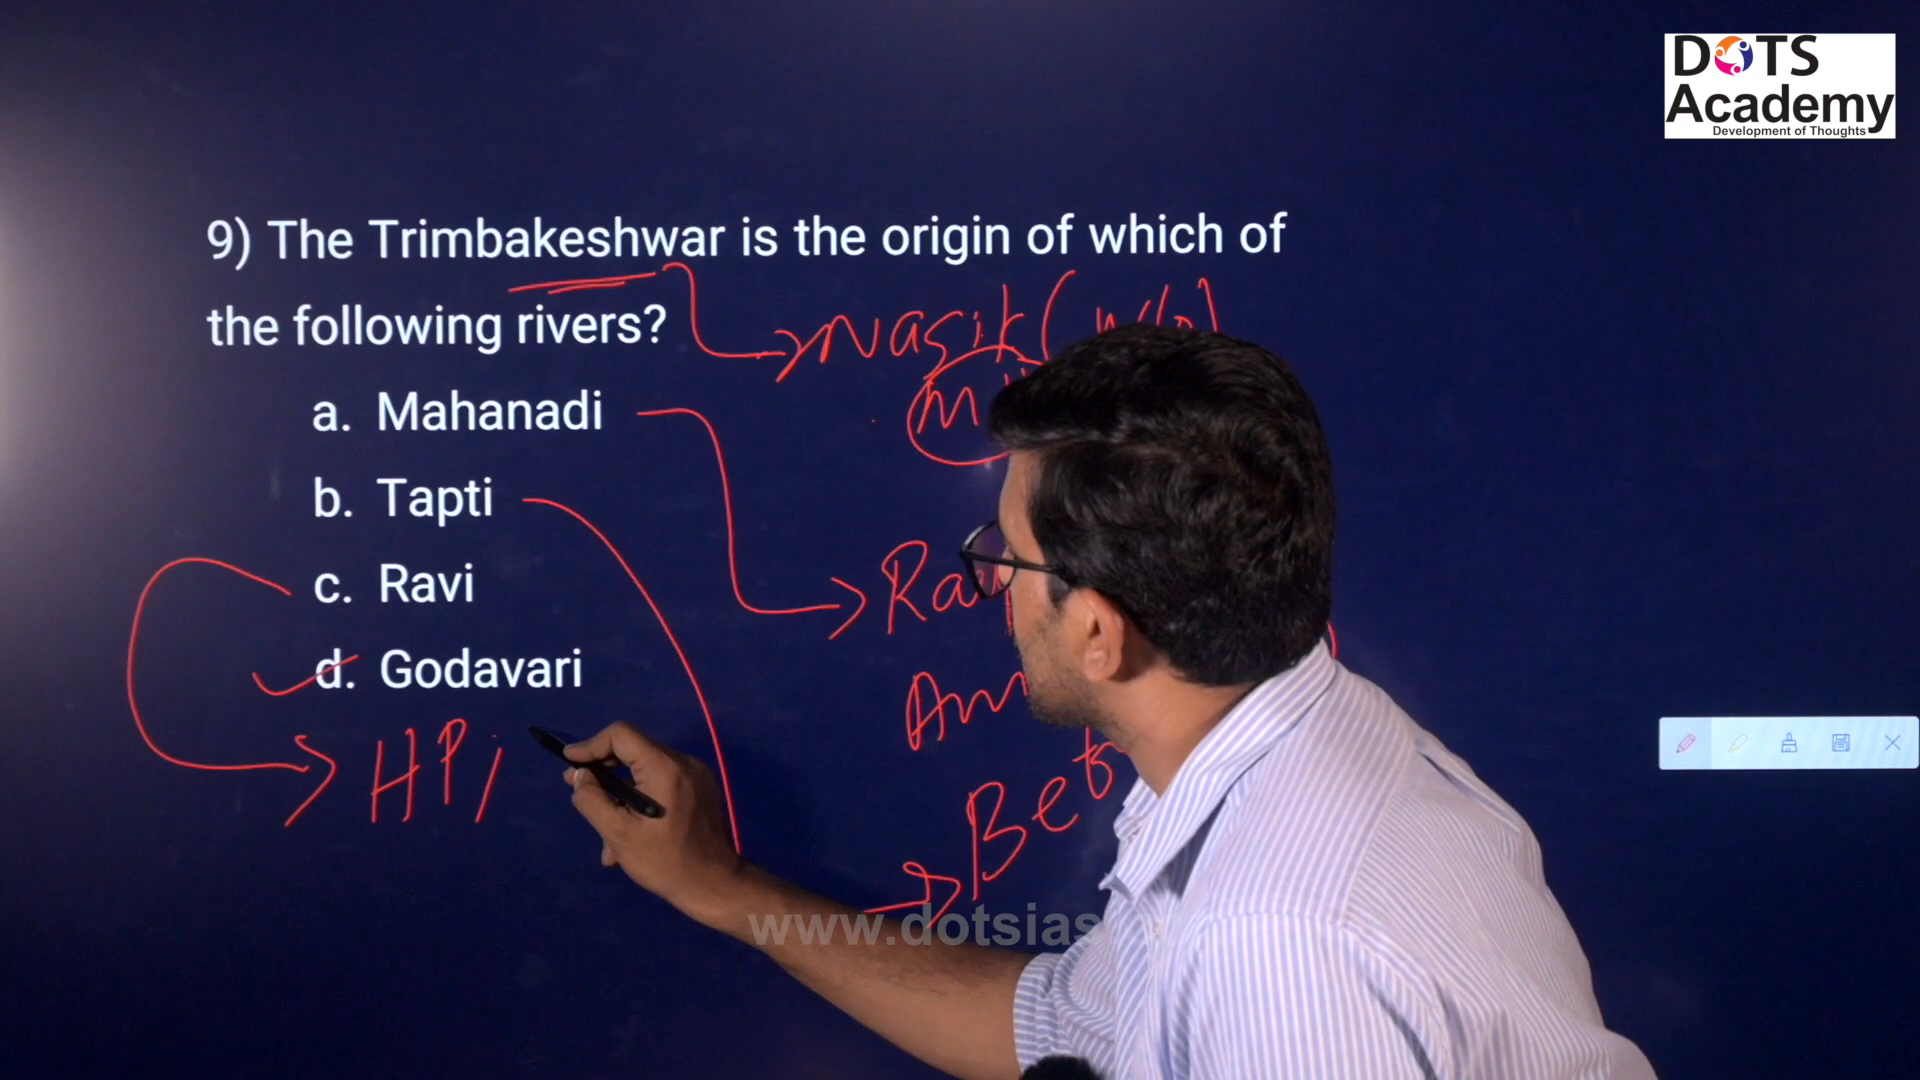 DOTS
Academy
Development of Thoughts
9) The Trimbakeshwar is the origin of which of
the following rivers?
Nasik (
a. Mahanadi
b. Tapti
c. Ravi
d. Godavari
HP
www.dotsias